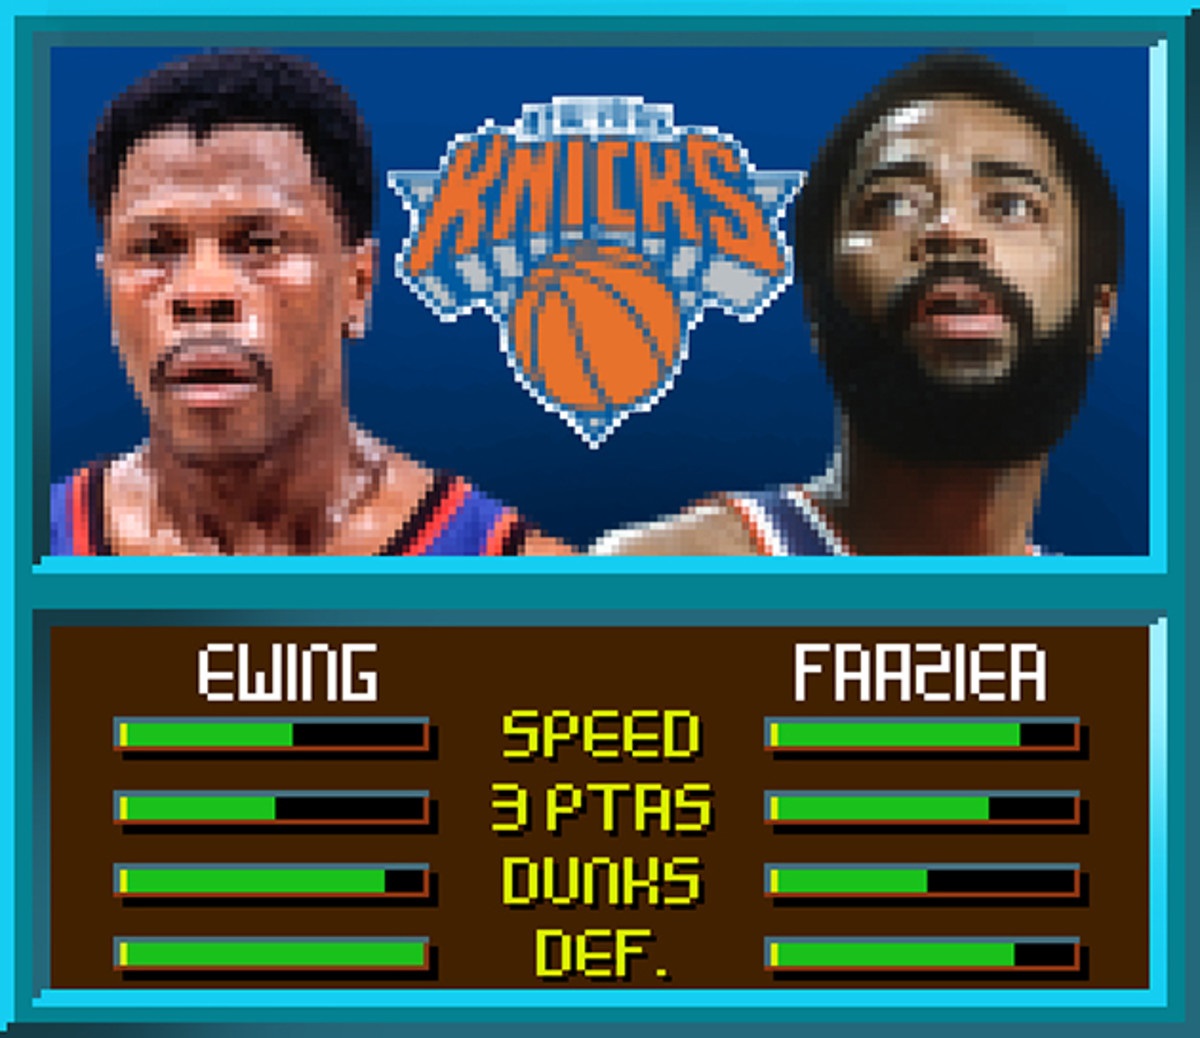 KNICKS
EWING FRAZIER
SPEED
3 PTRS
DUNKS
DEF.